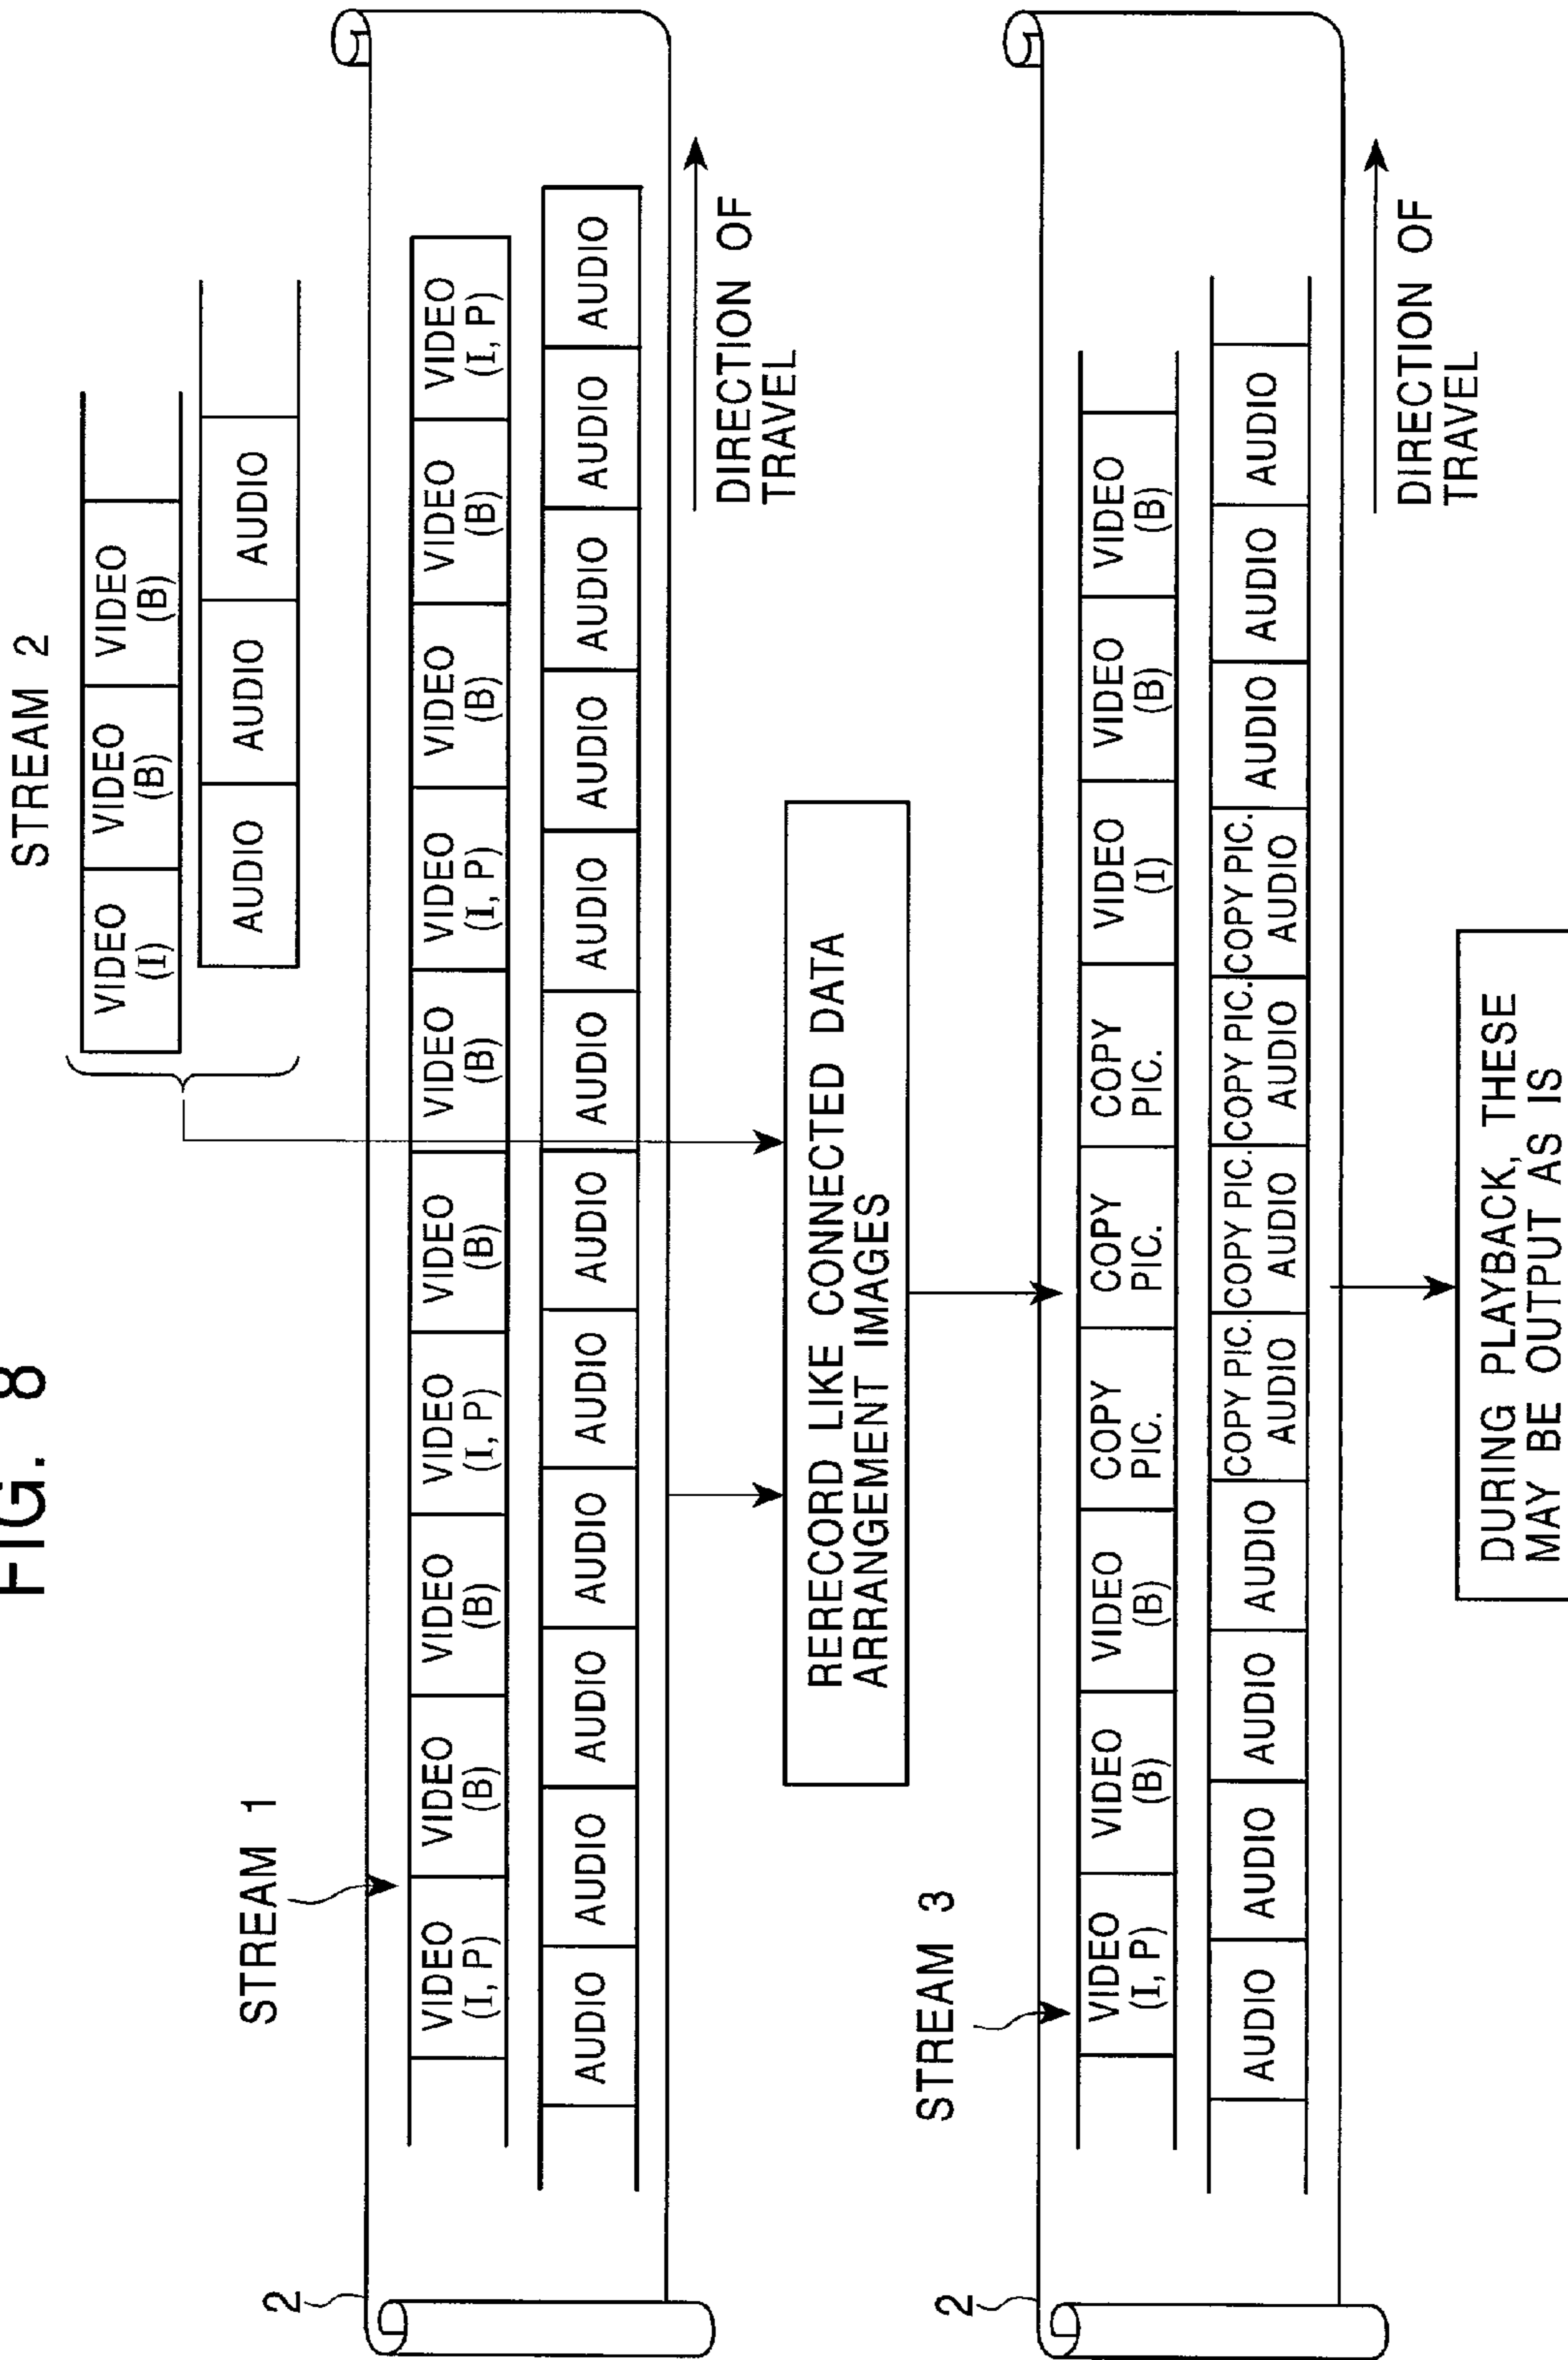 FIG. 8
STREAM 2
VIDEO VIDEO VIDEO
(I) (B) (B)
AUDIO AUDIO AUDIO
STREAM 1
2
VIDEO VIDEO VIDEO VIDEO VIDEO VIDEO VIDEO VIDEO VIDEO VIDEO
(I, P) (B) (B) (I, P) (B) (B) (I, P) (B) (B) (I, P)
AUDIO AUDIO AUDIO AUDIO AUDIO AUDIO AUDIO AUDIO AUDIO AUDIO AUDIO AUDIO
DIRECTION OF
TRAVEL
RERECORD LIKE CONNECTED DATA
ARRANGEMENT IMAGES
STREAM 3
2
VIDEO VIDEO VIDEO COPY COPY COPY VIDEO VIDEO VIDEO
(I, P) (B) (B) PIC. PIC. PIC. (I) (B) (B)
AUDIO AUDIO AUDIO AUDIO COPY PIC. COPY PIC. COPY PIC. COPY PIC. AUDIO AUDIO AUDIO
AUDIO AUDIO AUDIO AUDIO
DIRECTION OF
TRAVEL
DURING PLAYBACK, THESE
MAY BE OUTPUT AS IS